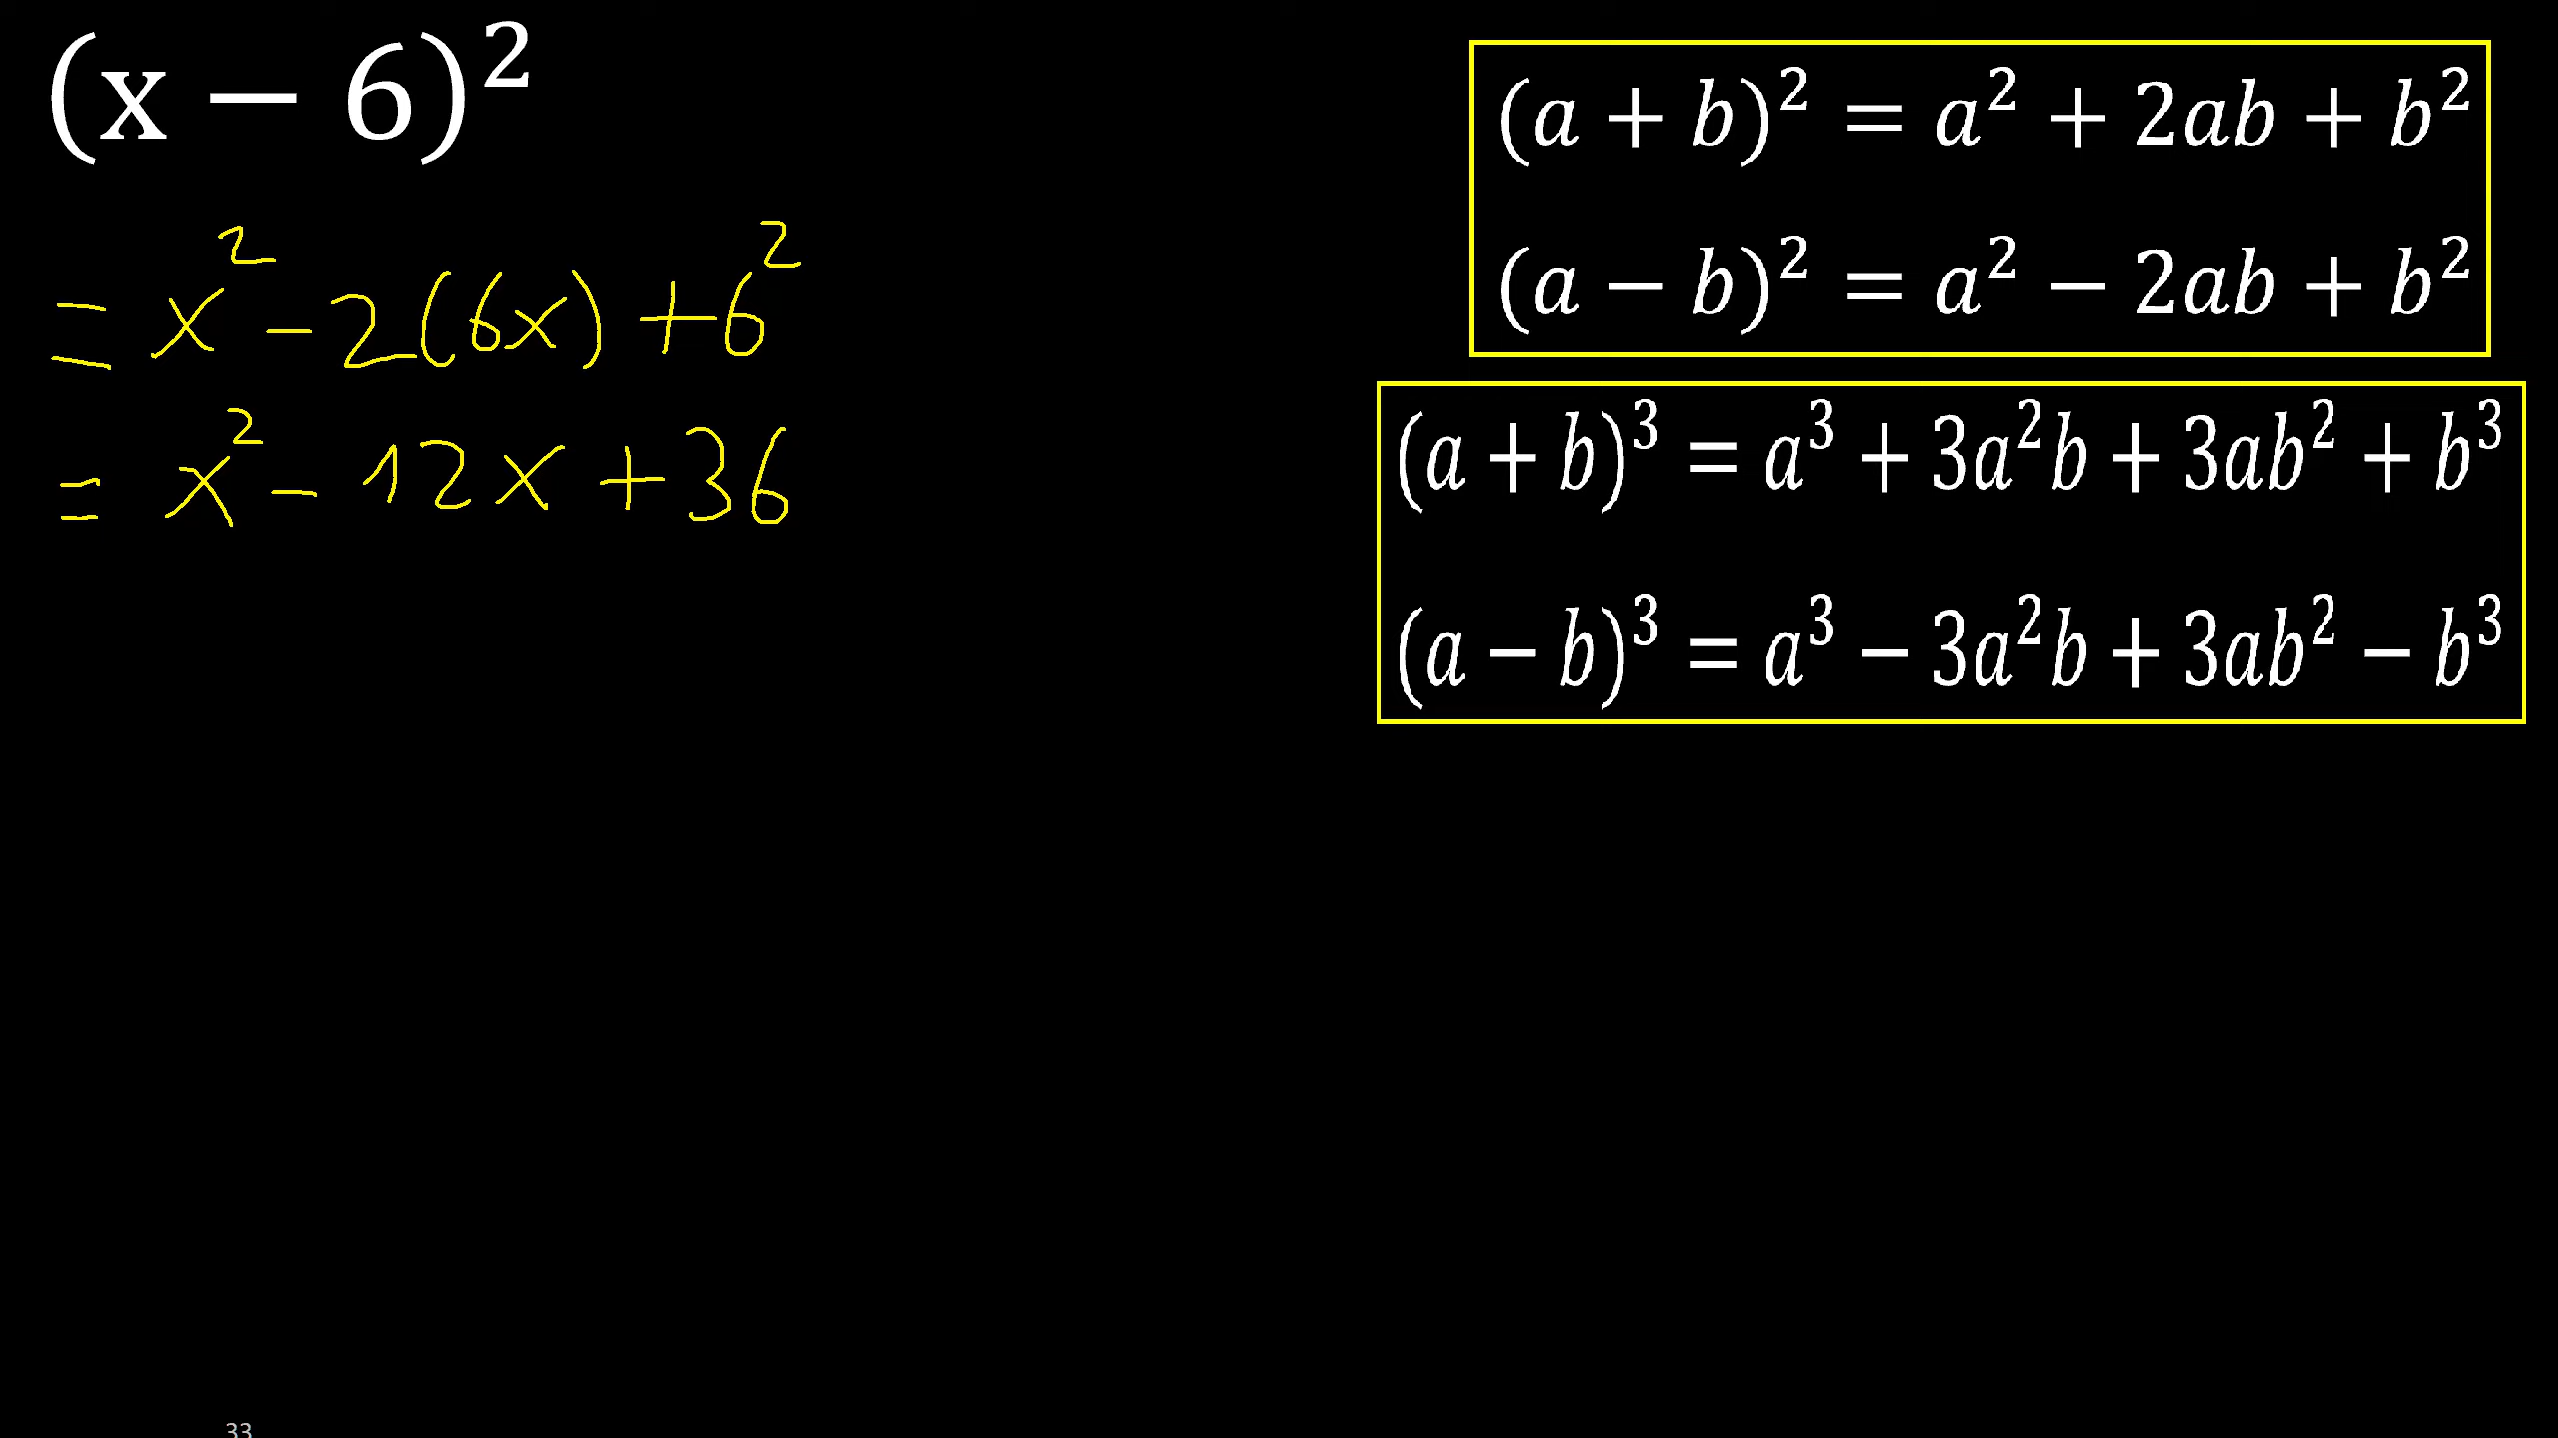 (x − 6)²
= x² - 2(6x) + 6²
= x² - 12x + 36
(a + b)² = a² + 2ab + b²
(a − b)² = a² − 2ab + b²
(a + b)³ = a³ + 3a²b + 3ab² + b³
(a − b)³ = a³ − 3a²b + 3ab² − b³
33